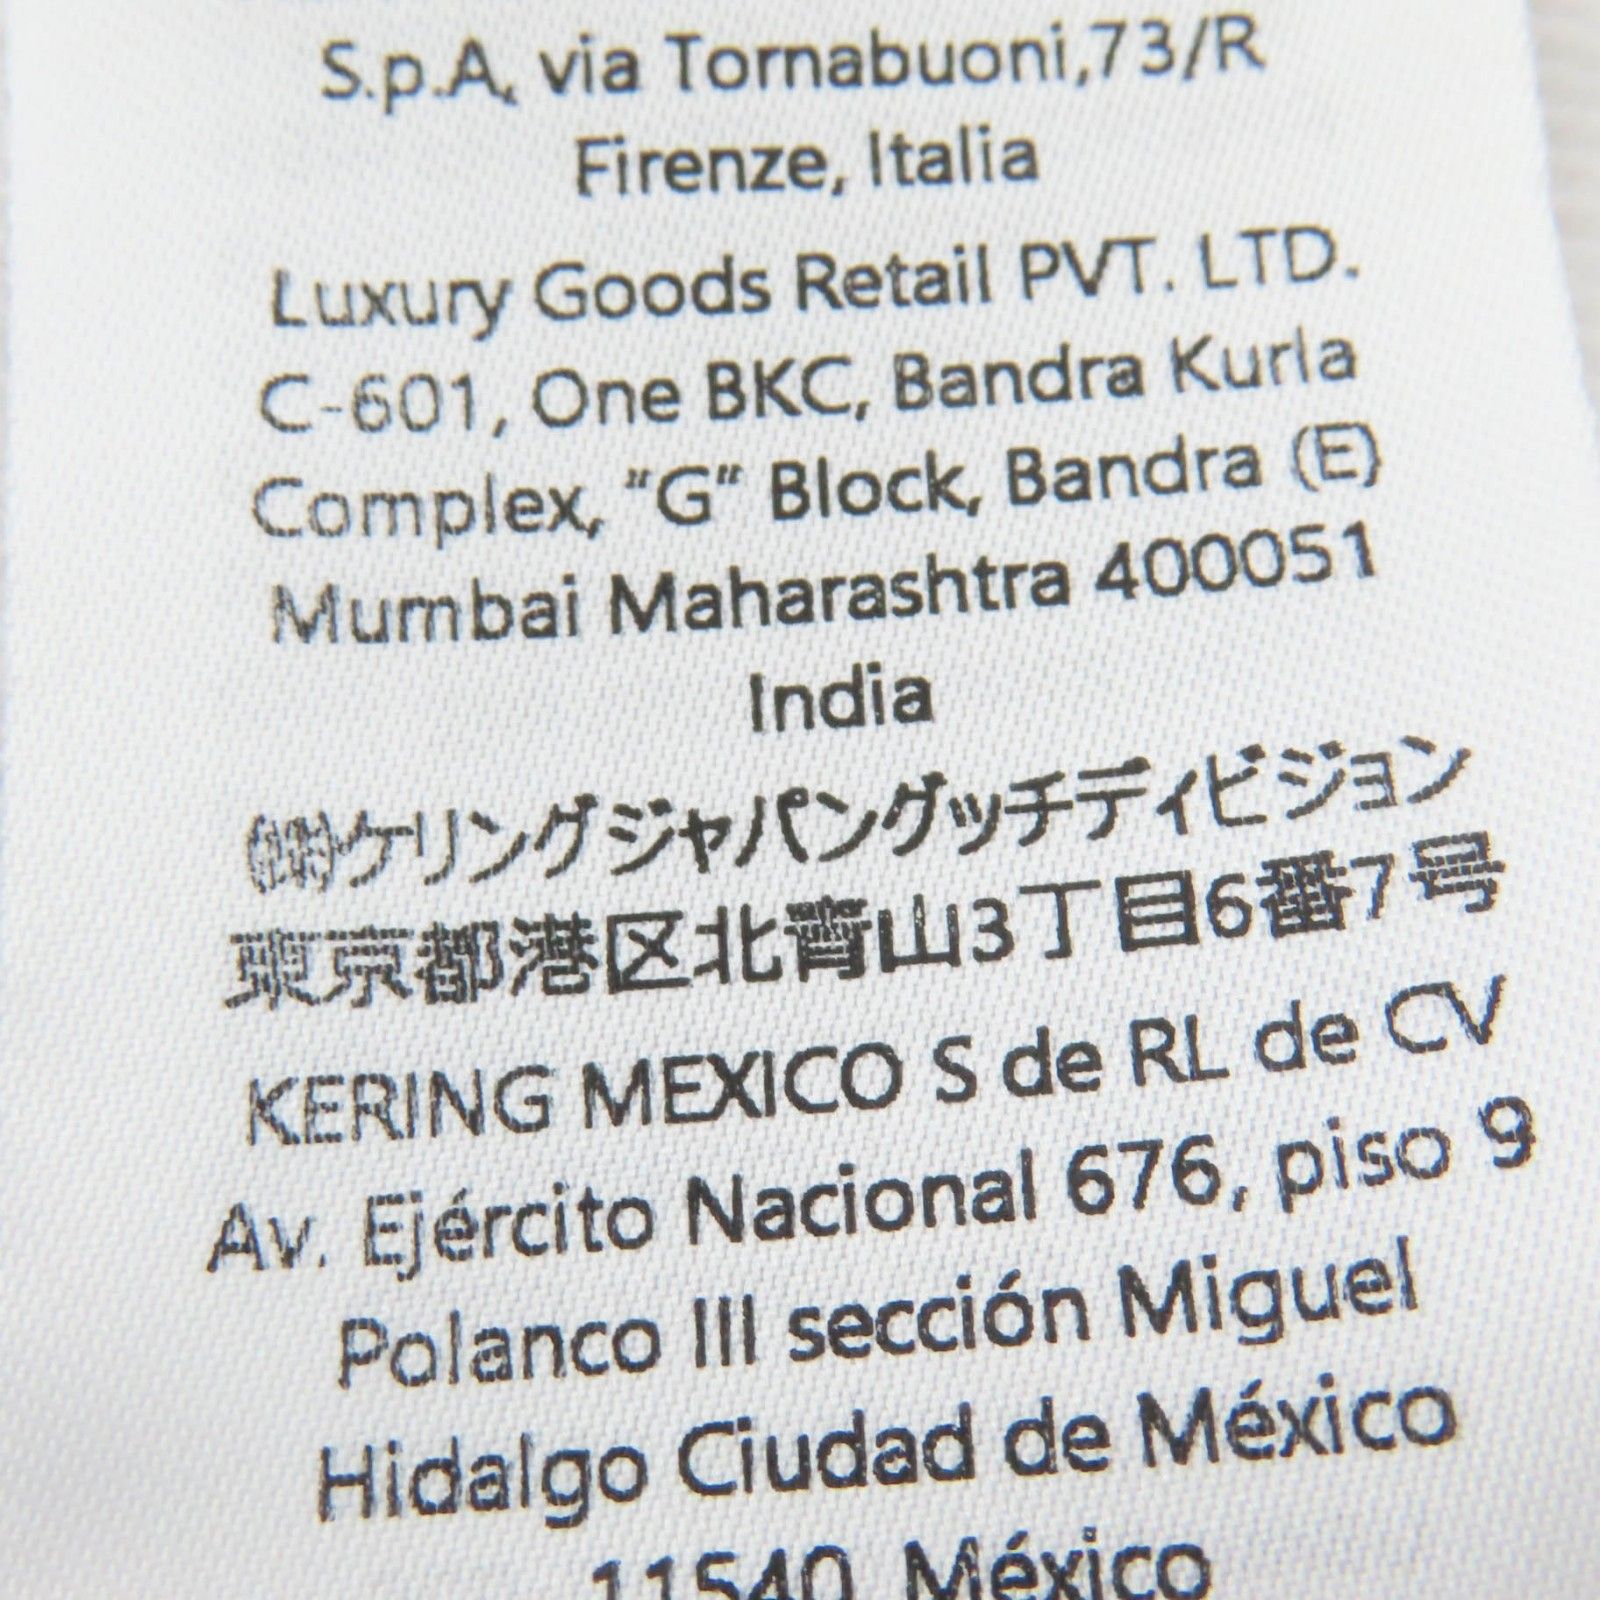 S.p.A, via Tornabuoni,73/R
Firenze, Italia
Luxury Goods Retail PVT. LTD.
C-601, One BKC, Bandra Kurla
Complex, "G" Block, Bandra (E)
Mumbai Maharashtra 400051
India
㈱ケリングジャパングッチディビジョン
東京都港区北青山3丁目6番7号
KERING MEXICO S de RL de CV
Av. Ejército Nacional 676, piso 9
Polanco III sección Miguel
Hidalgo Ciudad de México
11540, México